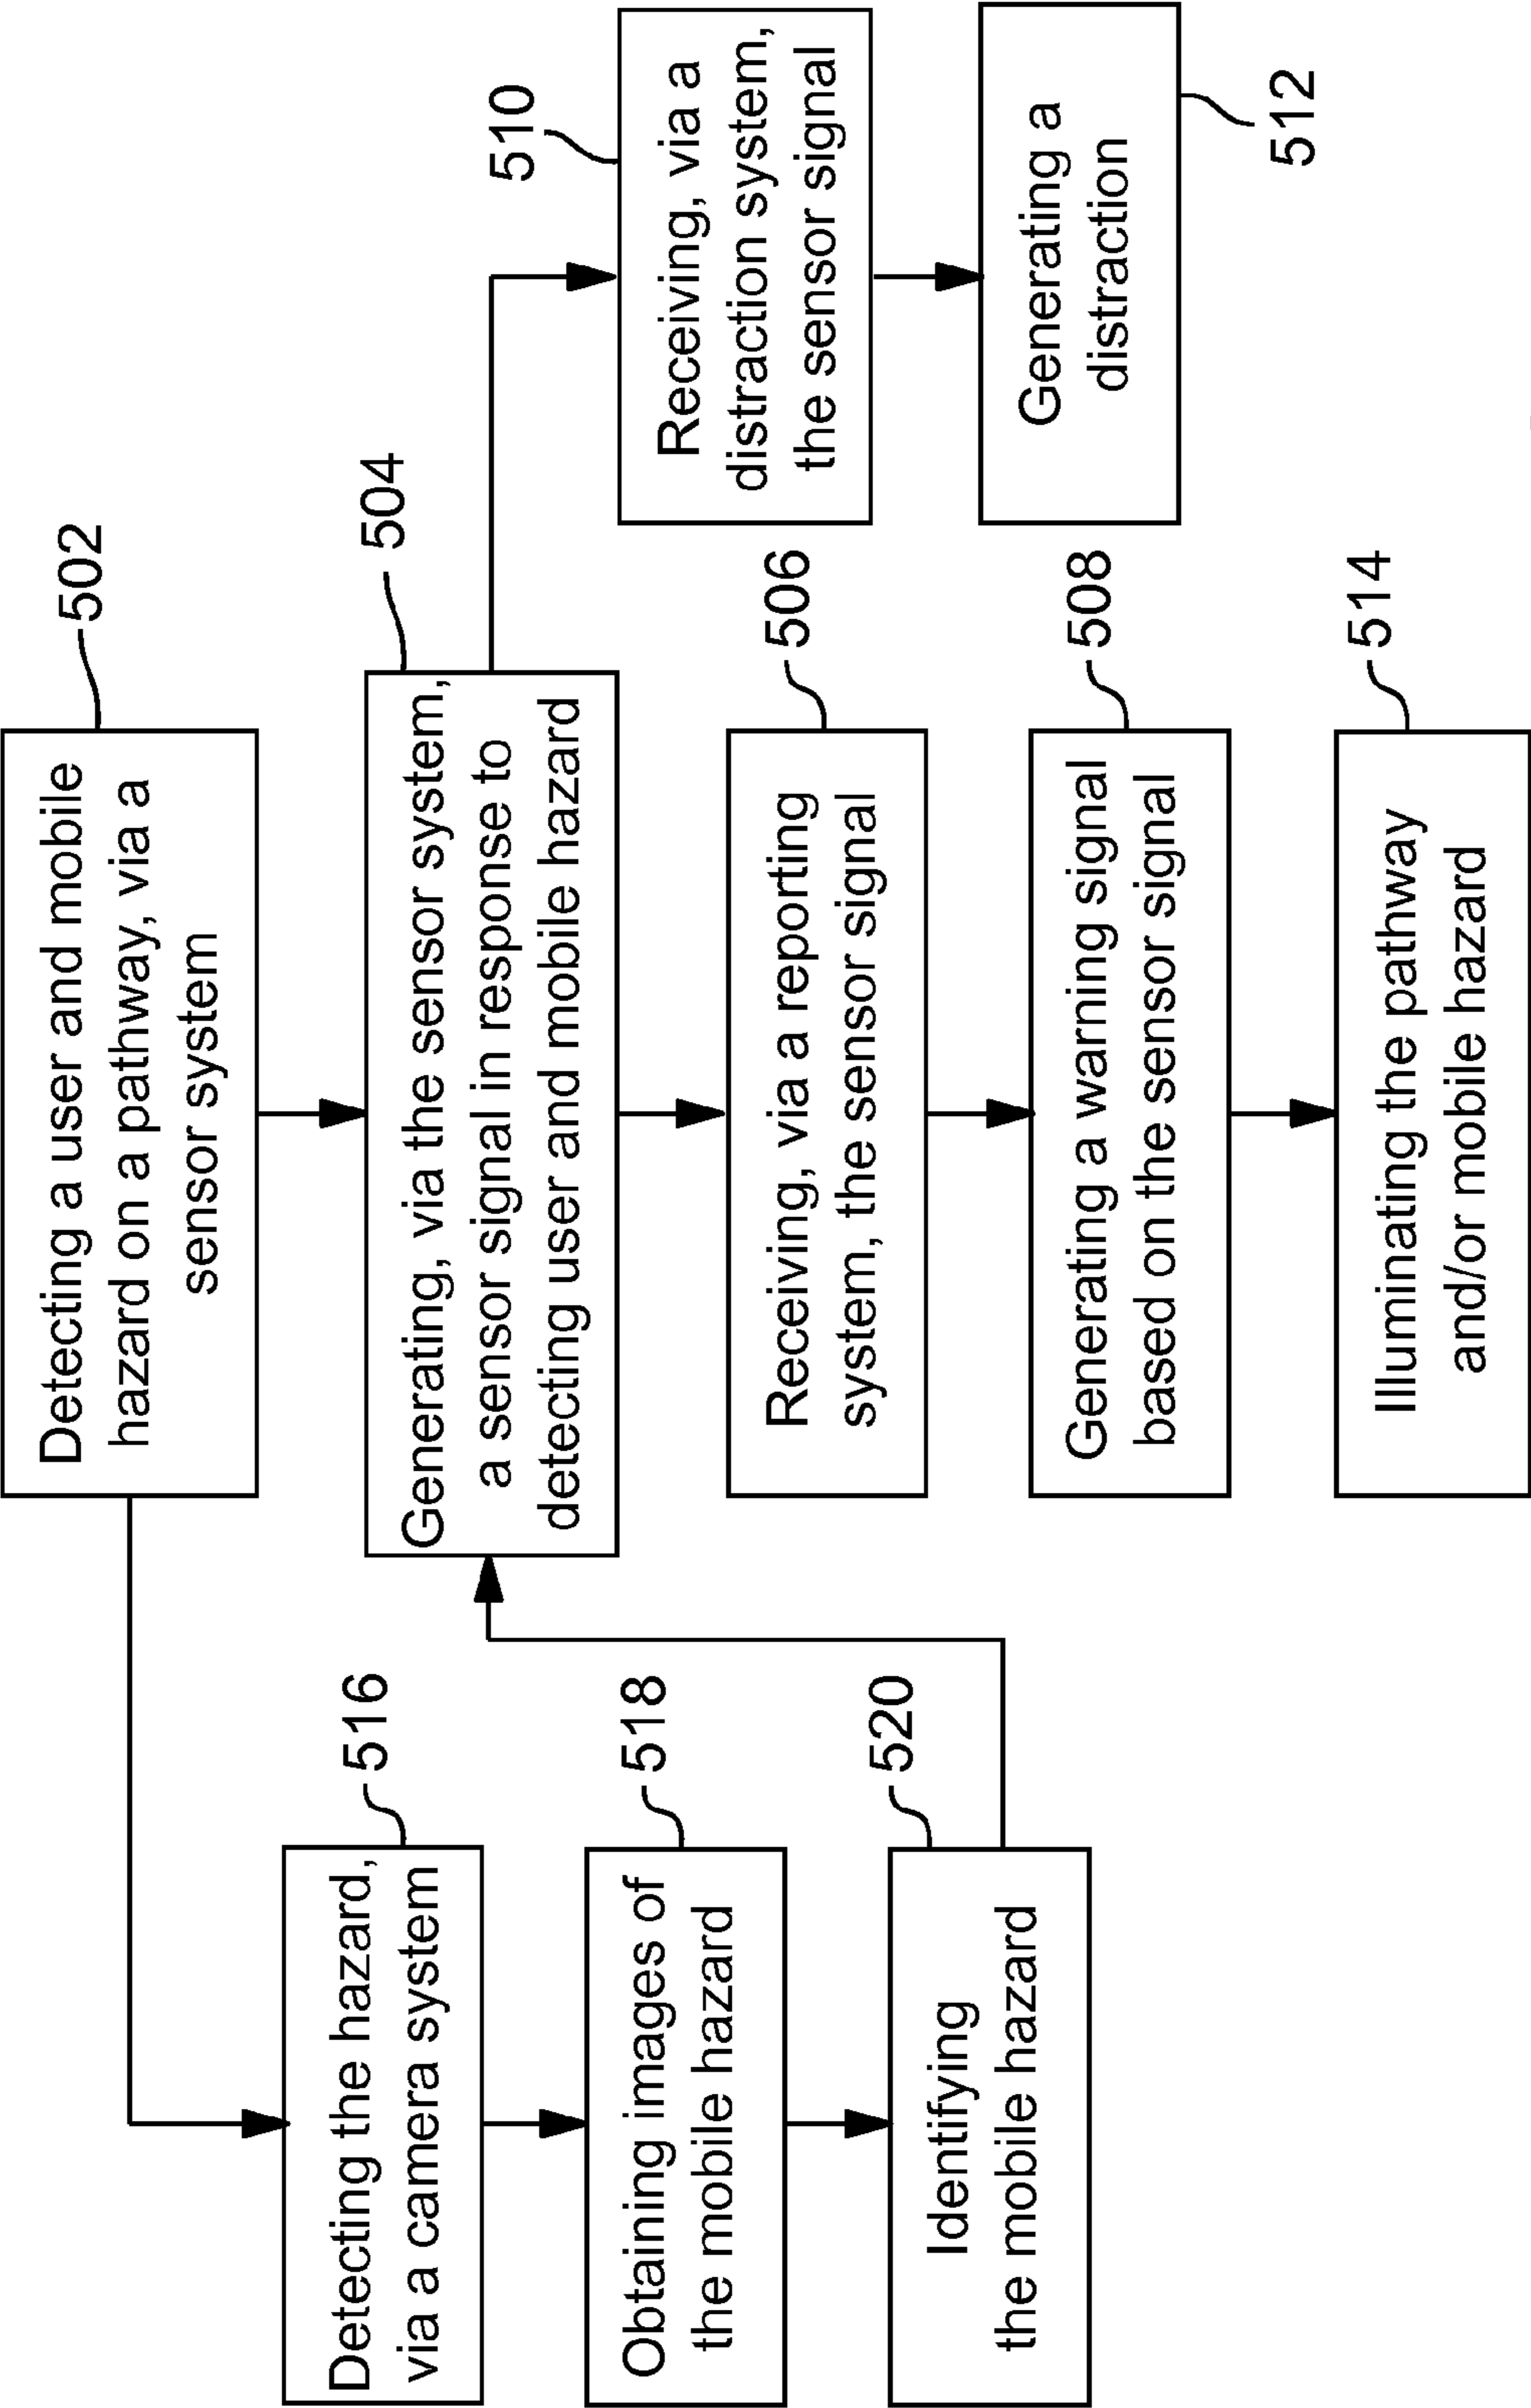 Detecting a user and mobile
hazard on a pathway, via a
sensor system
502
Generating, via the sensor system,
a sensor signal in response to
detecting user and mobile hazard
504
Receiving, via a reporting
system, the sensor signal
506
Generating a warning signal
based on the sensor signal
508
Illuminating the pathway
and/or mobile hazard
514
Receiving, via a
distraction system,
the sensor signal
510
Generating a
distraction
512
Detecting the hazard,
via a camera system
516
Obtaining images of
the mobile hazard
518
Identifying
the mobile hazard
520